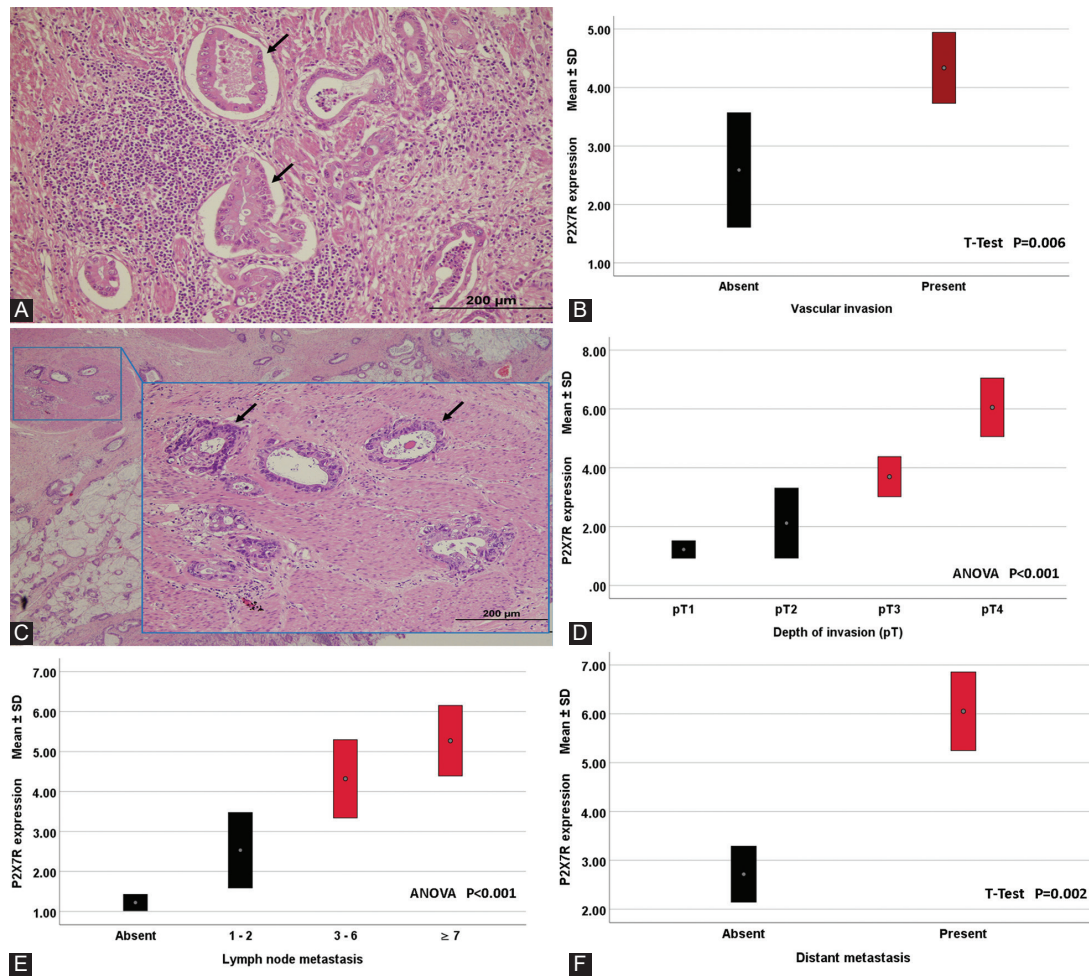 200 µm
A
5.00
4.00
3.00
2.00
1.00
P2X7R expression Mean ± SD
T-Test P=0.006
Absent Present
Vascular invasion
B
200 µm
C
8.00
6.00
4.00
2.00
.00
P2X7R expression Mean ± SD
ANOVA P<0.001
pT1 pT2 pT3 pT4
Depth of invasion (pT)
D
7.00
6.00
5.00
4.00
3.00
2.00
1.00
P2X7R expression Mean ± SD
ANOVA P<0.001
Absent 1 - 2 3 - 6 ≥ 7
Lymph node metastasis
E
7.00
6.00
5.00
4.00
3.00
2.00
P2X7R expression Mean ± SD
T-Test P=0.002
Absent Present
Distant metastasis
F